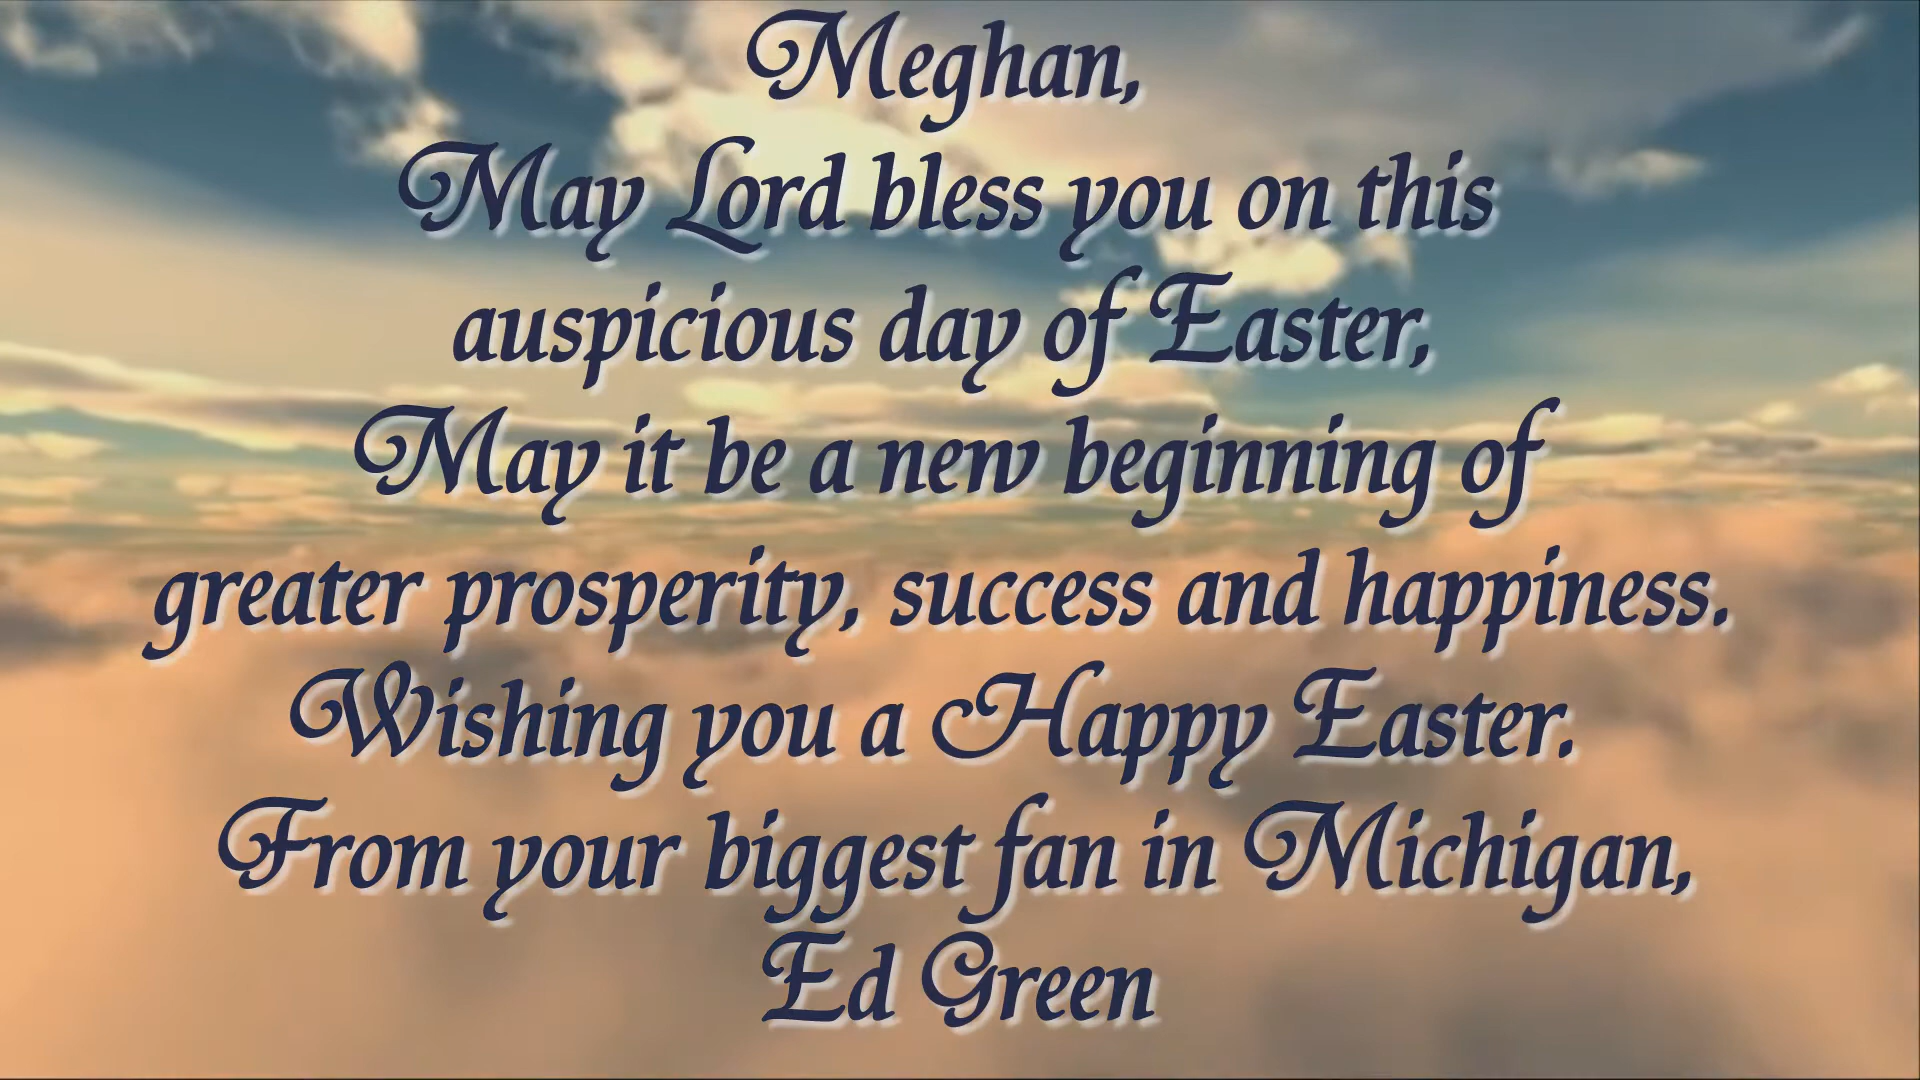 Meghan,
May Lord bless you on this
auspicious day of Easter,
May it be a new beginning of
greater prosperity, success and happiness.
Wishing you a Happy Easter.
From your biggest fan in Michigan,
Ed Green